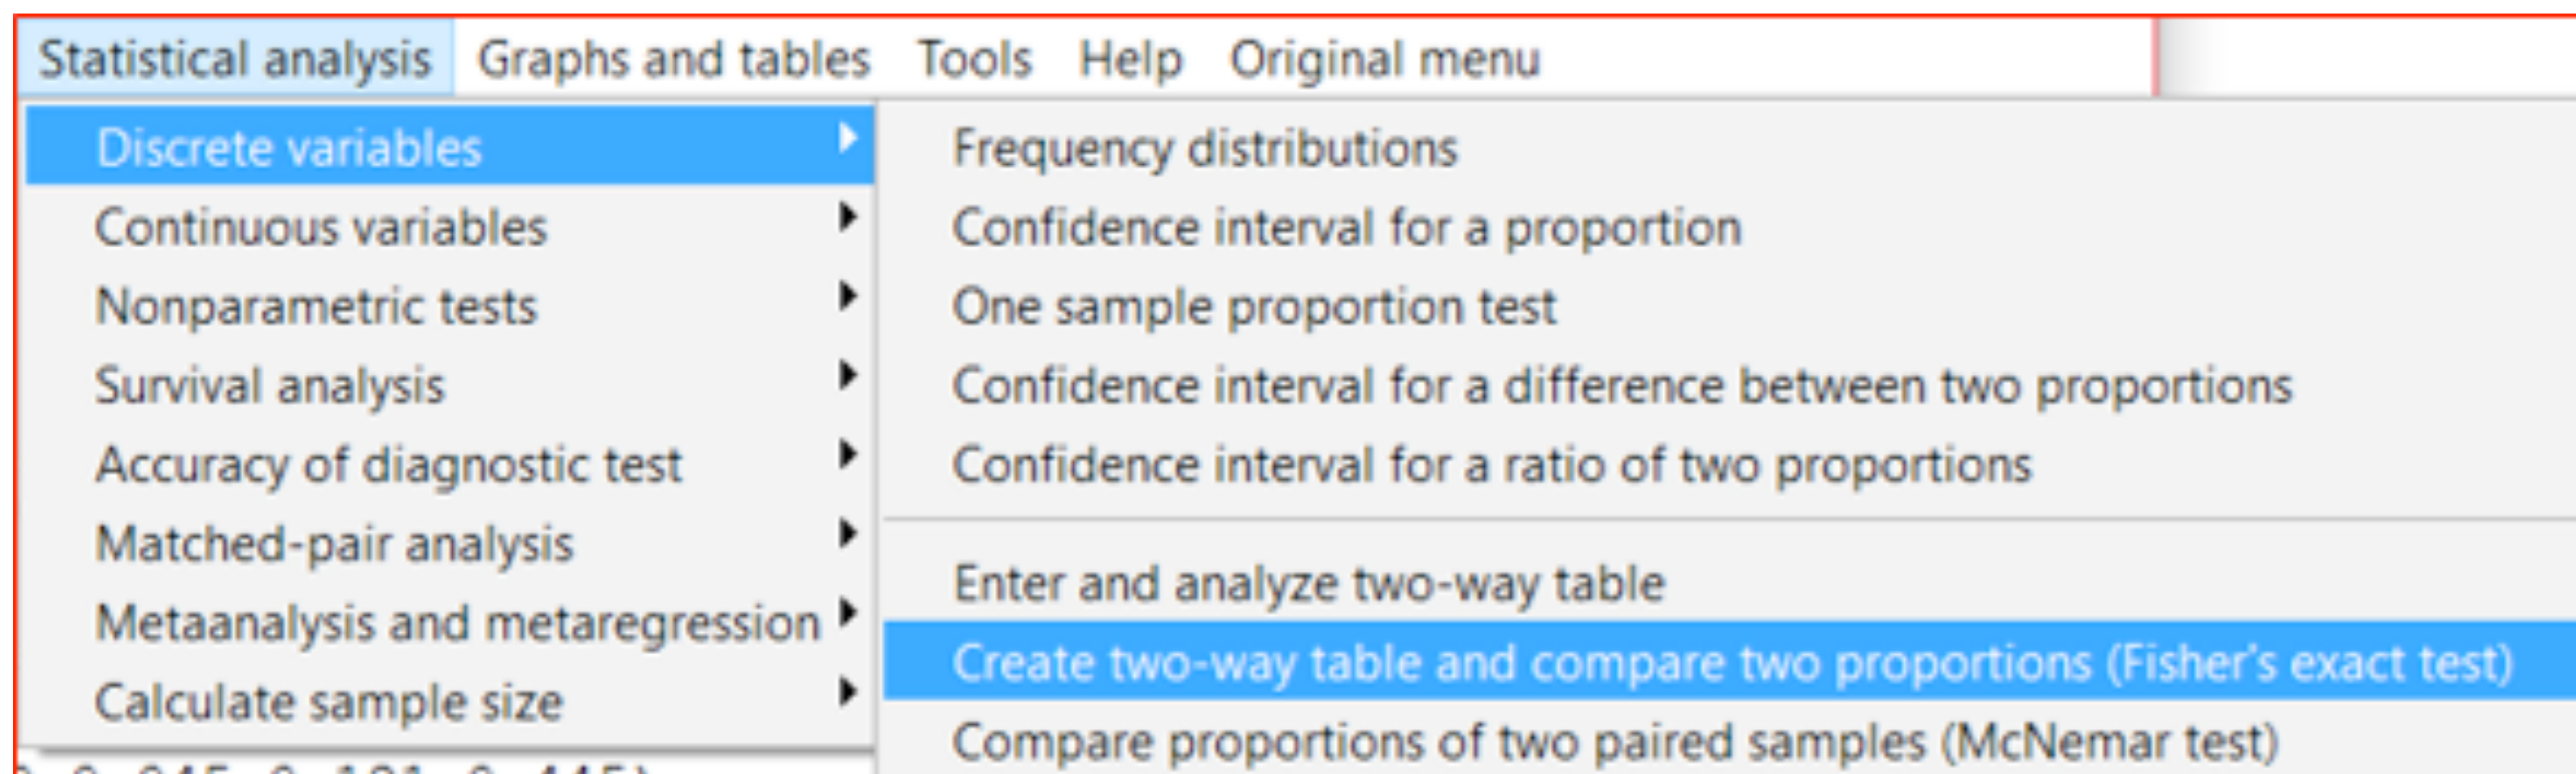 Statistical analysis Graphs and tables Tools Help Original menu
Discrete variables
Continuous variables
Nonparametric tests
Survival analysis
Accuracy of diagnostic test
Matched-pair analysis
Metaanalysis and metaregression
Calculate sample size
Frequency distributions
Confidence interval for a proportion
One sample proportion test
Confidence interval for a difference between two proportions
Confidence interval for a ratio of two proportions
Enter and analyze two-way table
Create two-way table and compare two proportions (Fisher's exact test)
Compare proportions of two paired samples (McNemar test)